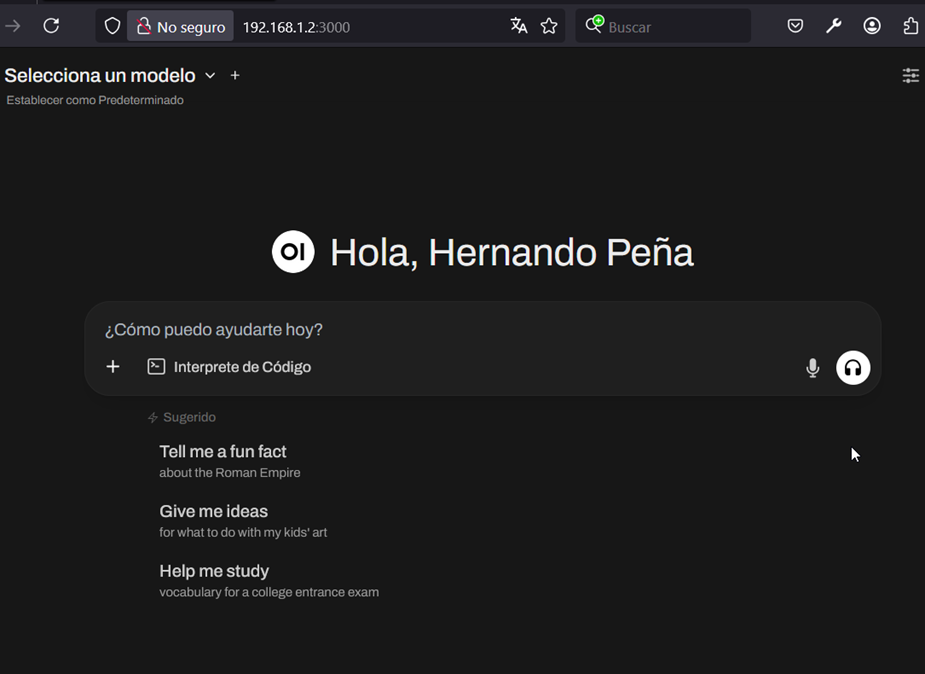 No seguro 192.168.1.2:3000 Buscar
Selecciona un modelo
Establecer como Predeterminado
OI Hola, Hernando Peña
¿Cómo puedo ayudarte hoy?
Interprete de Código
Sugerido
Tell me a fun fact
about the Roman Empire
Give me ideas
for what to do with my kids' art
Help me study
vocabulary for a college entrance exam